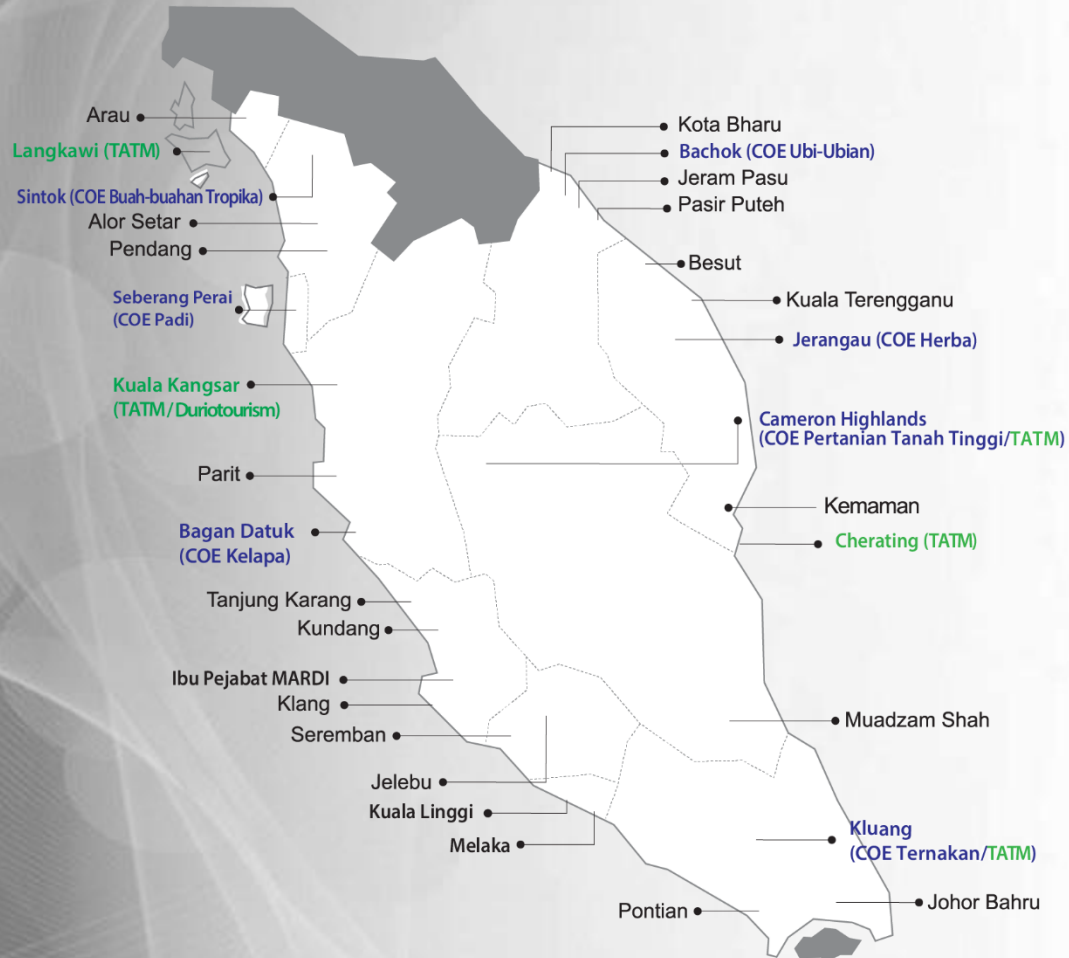 Arau
Langkawi (TATM)
Sintok (COE Buah-buahan Tropika)
Alor Setar
Pendang
Seberang Perai
(COE Padi)
Kuala Kangsar
(TATM/Duriotourism)
Parit
Bagan Datuk
(COE Kelapa)
Tanjung Karang
Kundang
Ibu Pejabat MARDI
Klang
Seremban
Jelebu
Kuala Linggi
Melaka
Pontian
Kota Bharu
Bachok (COE Ubi-Ubian)
Jeram Pasu
Pasir Puteh
Besut
Kuala Terengganu
Jerangau (COE Herba)
Cameron Highlands
(COE Pertanian Tanah Tinggi/TATM)
Kemaman
Cherating (TATM)
Muadzam Shah
Kluang
(COE Ternakan/TATM)
Johor Bahru